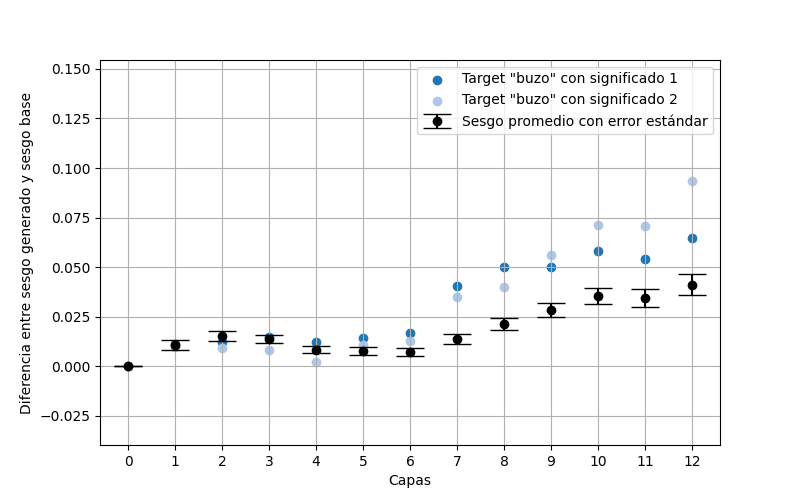 0.150
0.125
0.100
0.075
0.050
0.025
0.000
−0.025
Diferencia entre sesgo generado y sesgo base
Target "buzo" con significado 1
Target "buzo" con significado 2
Sesgo promedio con error estándar
0 1 2 3 4 5 6 7 8 9 10 11 12
Capas